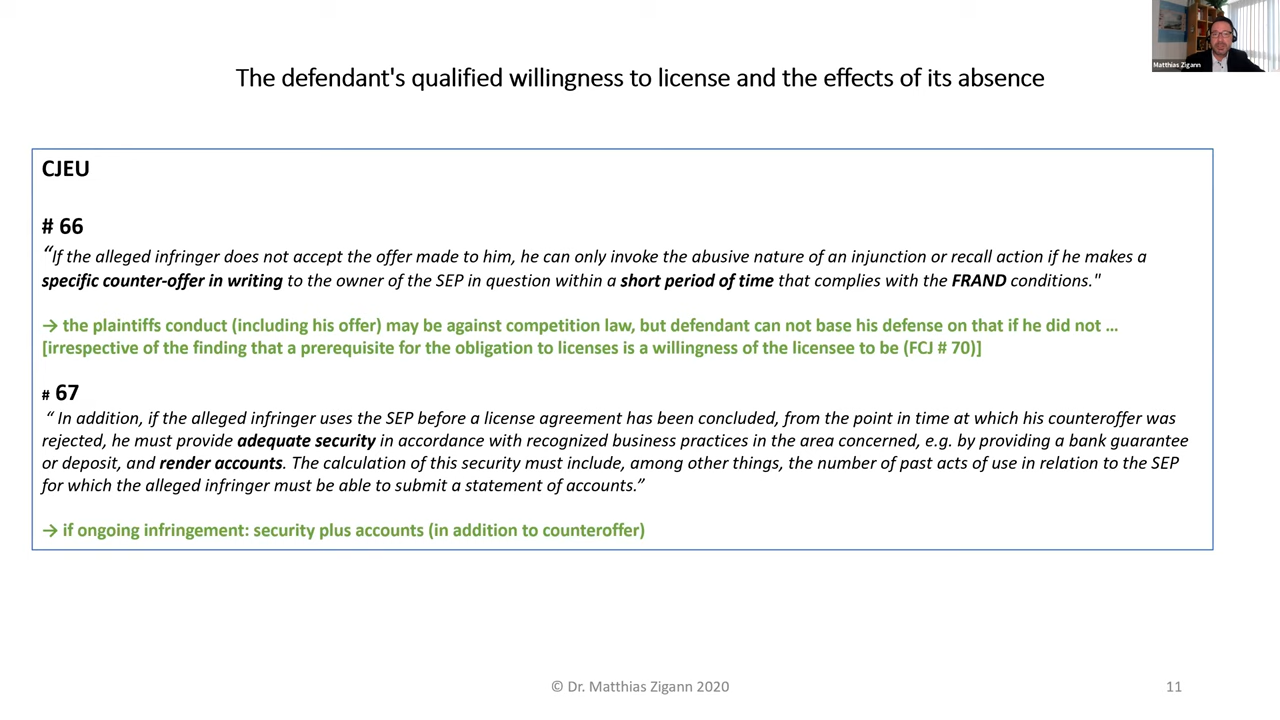 Matthias Zigann
The defendant's qualified willingness to license and the effects of its absence
CJEU
# 66
“If the alleged infringer does not accept the offer made to him, he can only invoke the abusive nature of an injunction or recall action if he makes a
specific counter-offer in writing to the owner of the SEP in question within a short period of time that complies with the FRAND conditions."
→ the plaintiffs conduct (including his offer) may be against competition law, but defendant can not base his defense on that if he did not …
[irrespective of the finding that a prerequisite for the obligation to licenses is a willingness of the licensee to be (FCJ # 70)]
# 67
“ In addition, if the alleged infringer uses the SEP before a license agreement has been concluded, from the point in time at which his counteroffer was
rejected, he must provide adequate security in accordance with recognized business practices in the area concerned, e.g. by providing a bank guarantee
or deposit, and render accounts. The calculation of this security must include, among other things, the number of past acts of use in relation to the SEP
for which the alleged infringer must be able to submit a statement of accounts.”
→ if ongoing infringement: security plus accounts (in addition to counteroffer)
© Dr. Matthias Zigann 2020
11